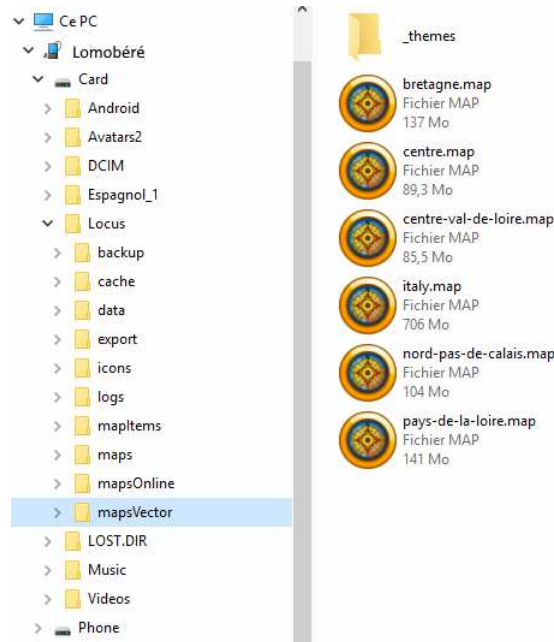 Ce PC
Lomobéré
Card
Android
Avatars2
DCIM
Espagnol_1
Locus
backup
cache
data
export
icons
logs
mapItems
maps
mapsOnline
mapsVector
LOST.DIR
Music
Videos
Phone
_themes
bretagne.map
Fichier MAP
137 Mo
centre.map
Fichier MAP
89,3 Mo
centre-val-de-loire.map
Fichier MAP
85,5 Mo
italy.map
Fichier MAP
706 Mo
nord-pas-de-calais.map
Fichier MAP
104 Mo
pays-de-la-loire.map
Fichier MAP
141 Mo